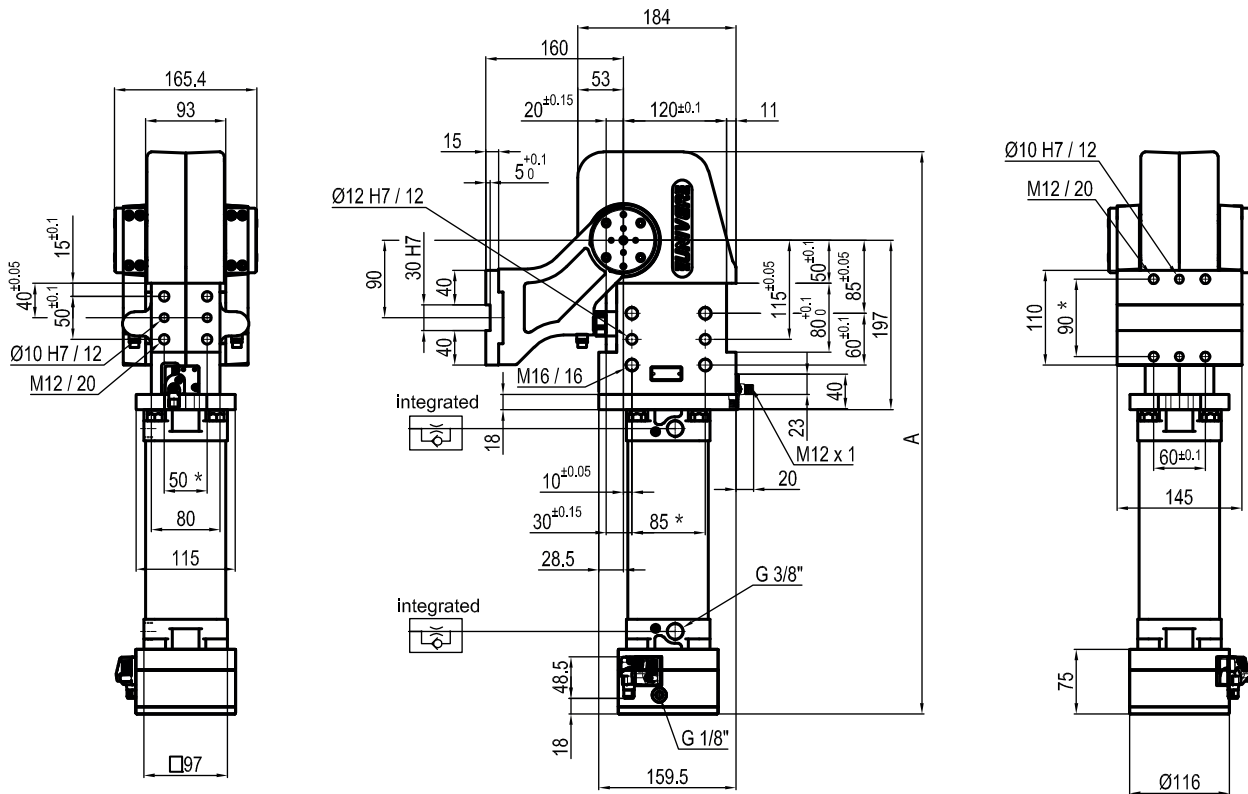 165.4
93
15±0.1
40±0.05
50±0.1
Ø10 H7 / 12
M12 / 20
50 *
80
115
□97
184
160
53
20±0.15
120±0.1
11
15
5 +0.1 0
Ø12 H7 / 12
UNIVER
90
30 H7
40
40
50±0.1
85±0.05
115±0.05
80 +0.1 0
60±0.1
197
M16 / 16
integrated
18
40
23
M12 x 1
20
A
10±0.05
30±0.15
85 *
28.5
G 3/8"
integrated
48.5
18
G 1/8"
159.5
Ø10 H7 / 12
M12 / 20
110
90 *
60±0.1
145
75
Ø116